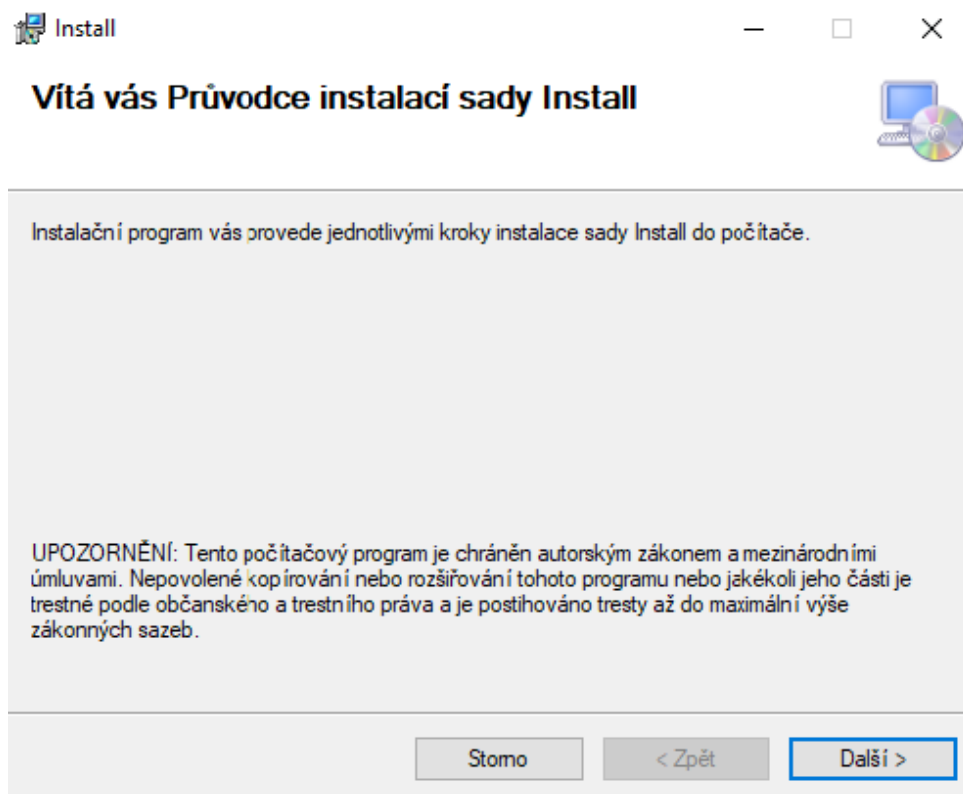 Install
Vítá vás Průvodce instalací sady Install
Instalační program vás provede jednotlivými kroky instalace sady Install do počítače.
UPOZORNĚNÍ: Tento počítačový program je chráněn autorským zákonem a mezinárodními
úmluvami. Nepovolené kopírování nebo rozšiřování tohoto programu nebo jakékoli jeho části je
trestné podle občanského a trestního práva a je postihováno tresty až do maximální výše
zákonných sazeb.
Storno
< Zpět
Další >